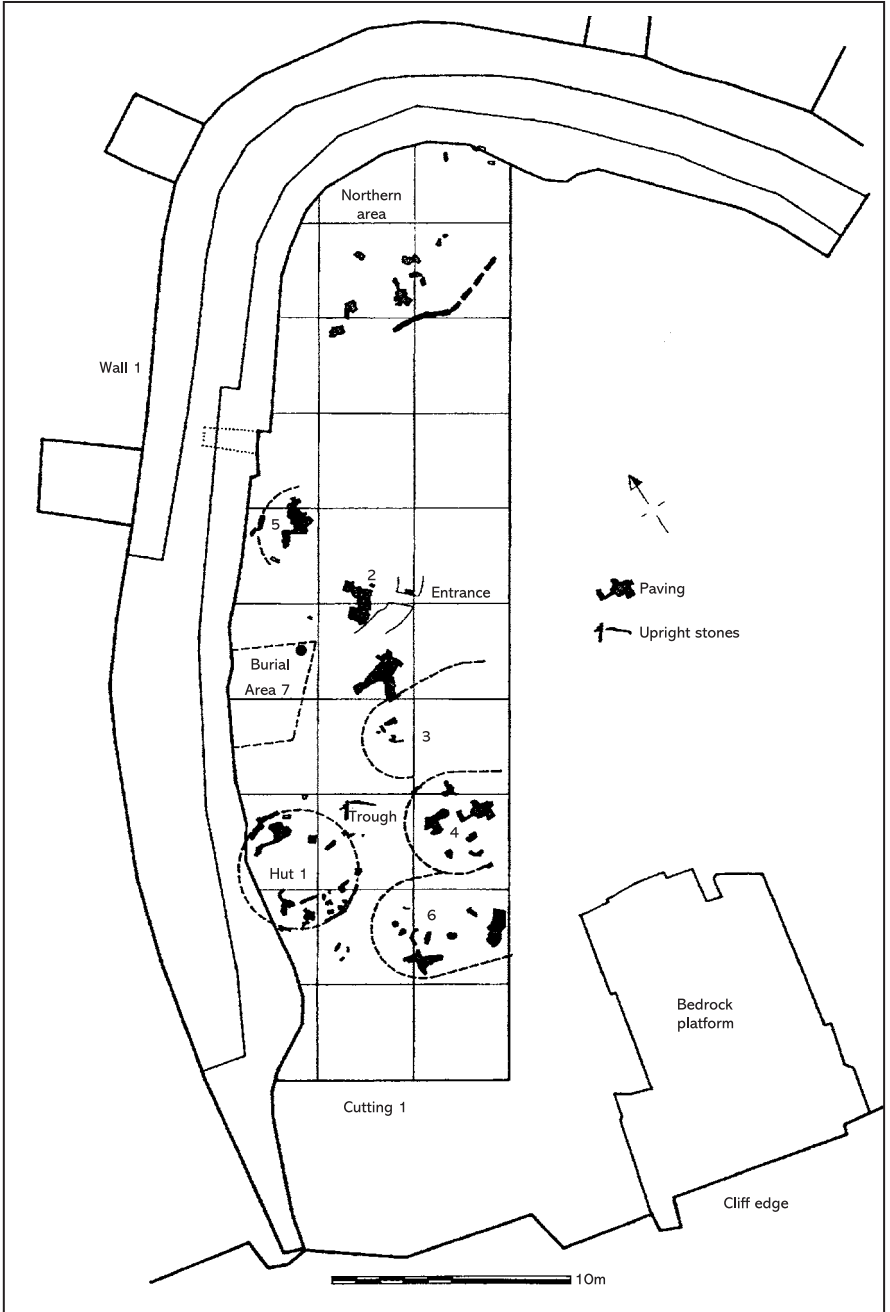 Northern
area
Wall 1
5
2
Entrance
Paving
Upright stones
Burial
Area 7
3
Trough
4
Hut 1
6
Bedrock
platform
Cutting 1
Cliff edge
10m